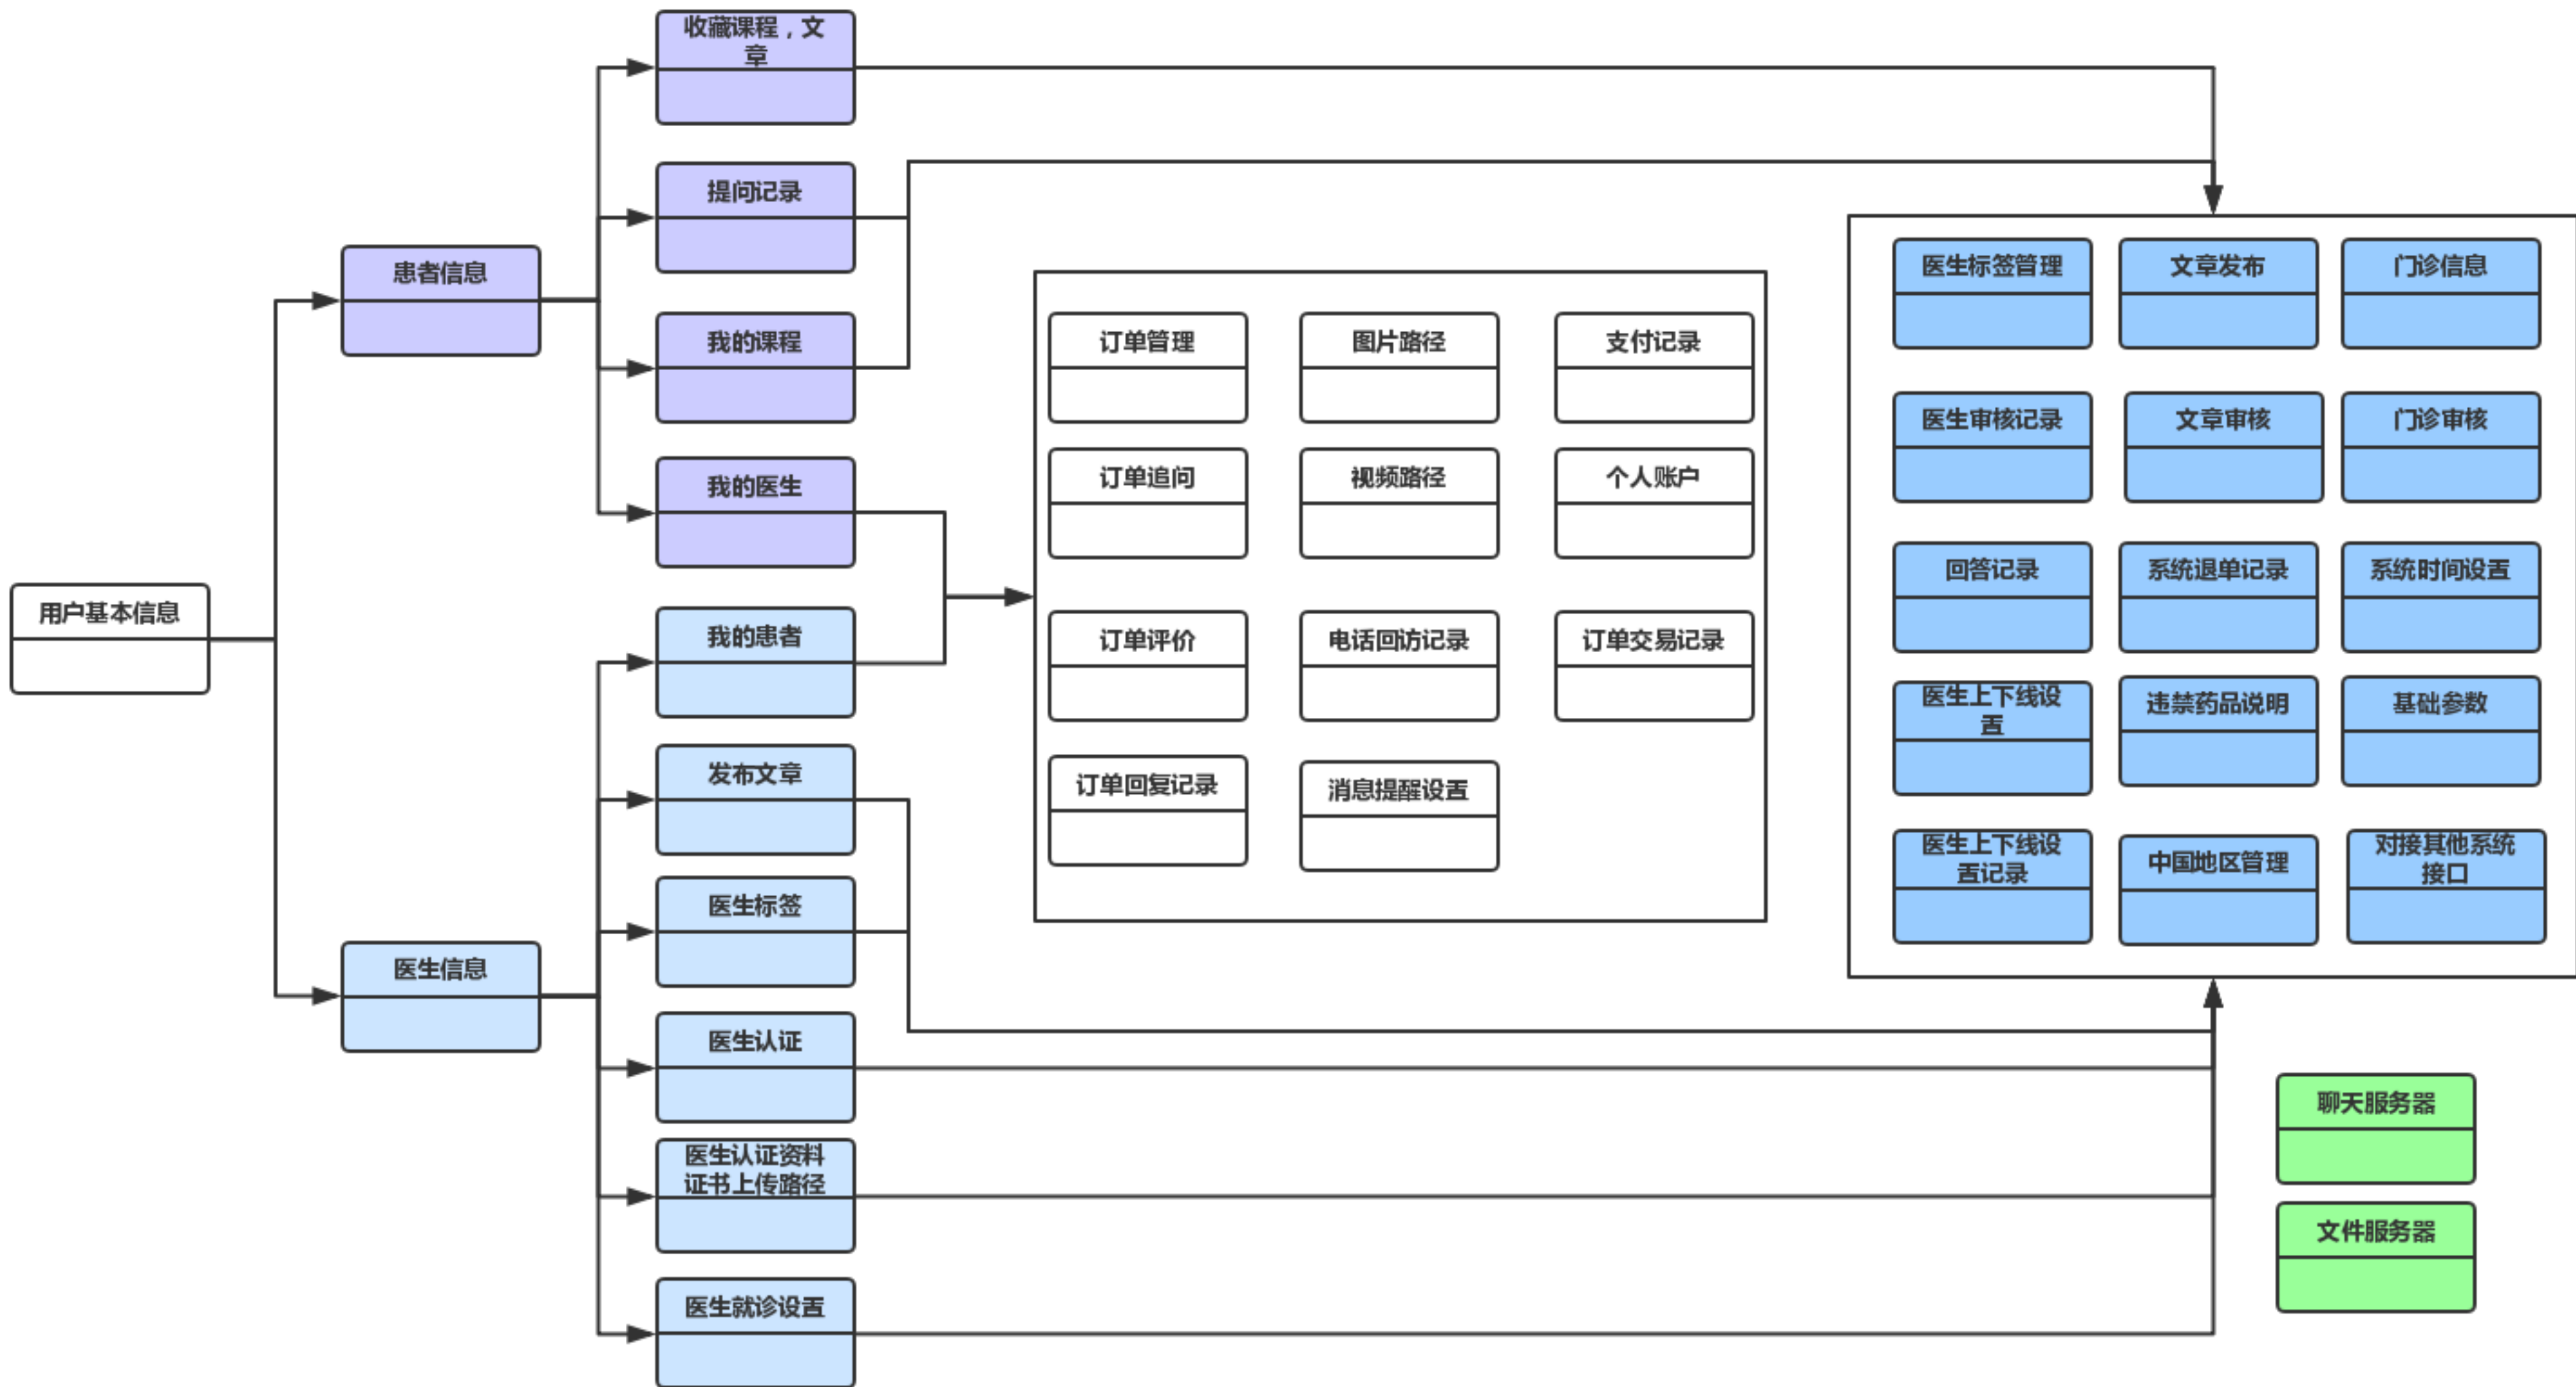 收藏课程，文
章
提问记录
患者信息
我的课程
我的医生
用户基本信息
我的患者
发布文章
医生标签
医生信息
医生认证
医生认证资料
证书上传路径
医生就诊设置
订单管理
图片路径
支付记录
订单追问
视频路径
个人账户
订单评价
电话回访记录
订单交易记录
订单回复记录
消息提醒设置
医生标签管理
文章发布
门诊信息
医生审核记录
文章审核
门诊审核
回答记录
系统退单记录
系统时间设置
医生上下线设
置
违禁药品说明
基础参数
医生上下线设
置记录
中国地区管理
对接其他系统
接口
聊天服务器
文件服务器